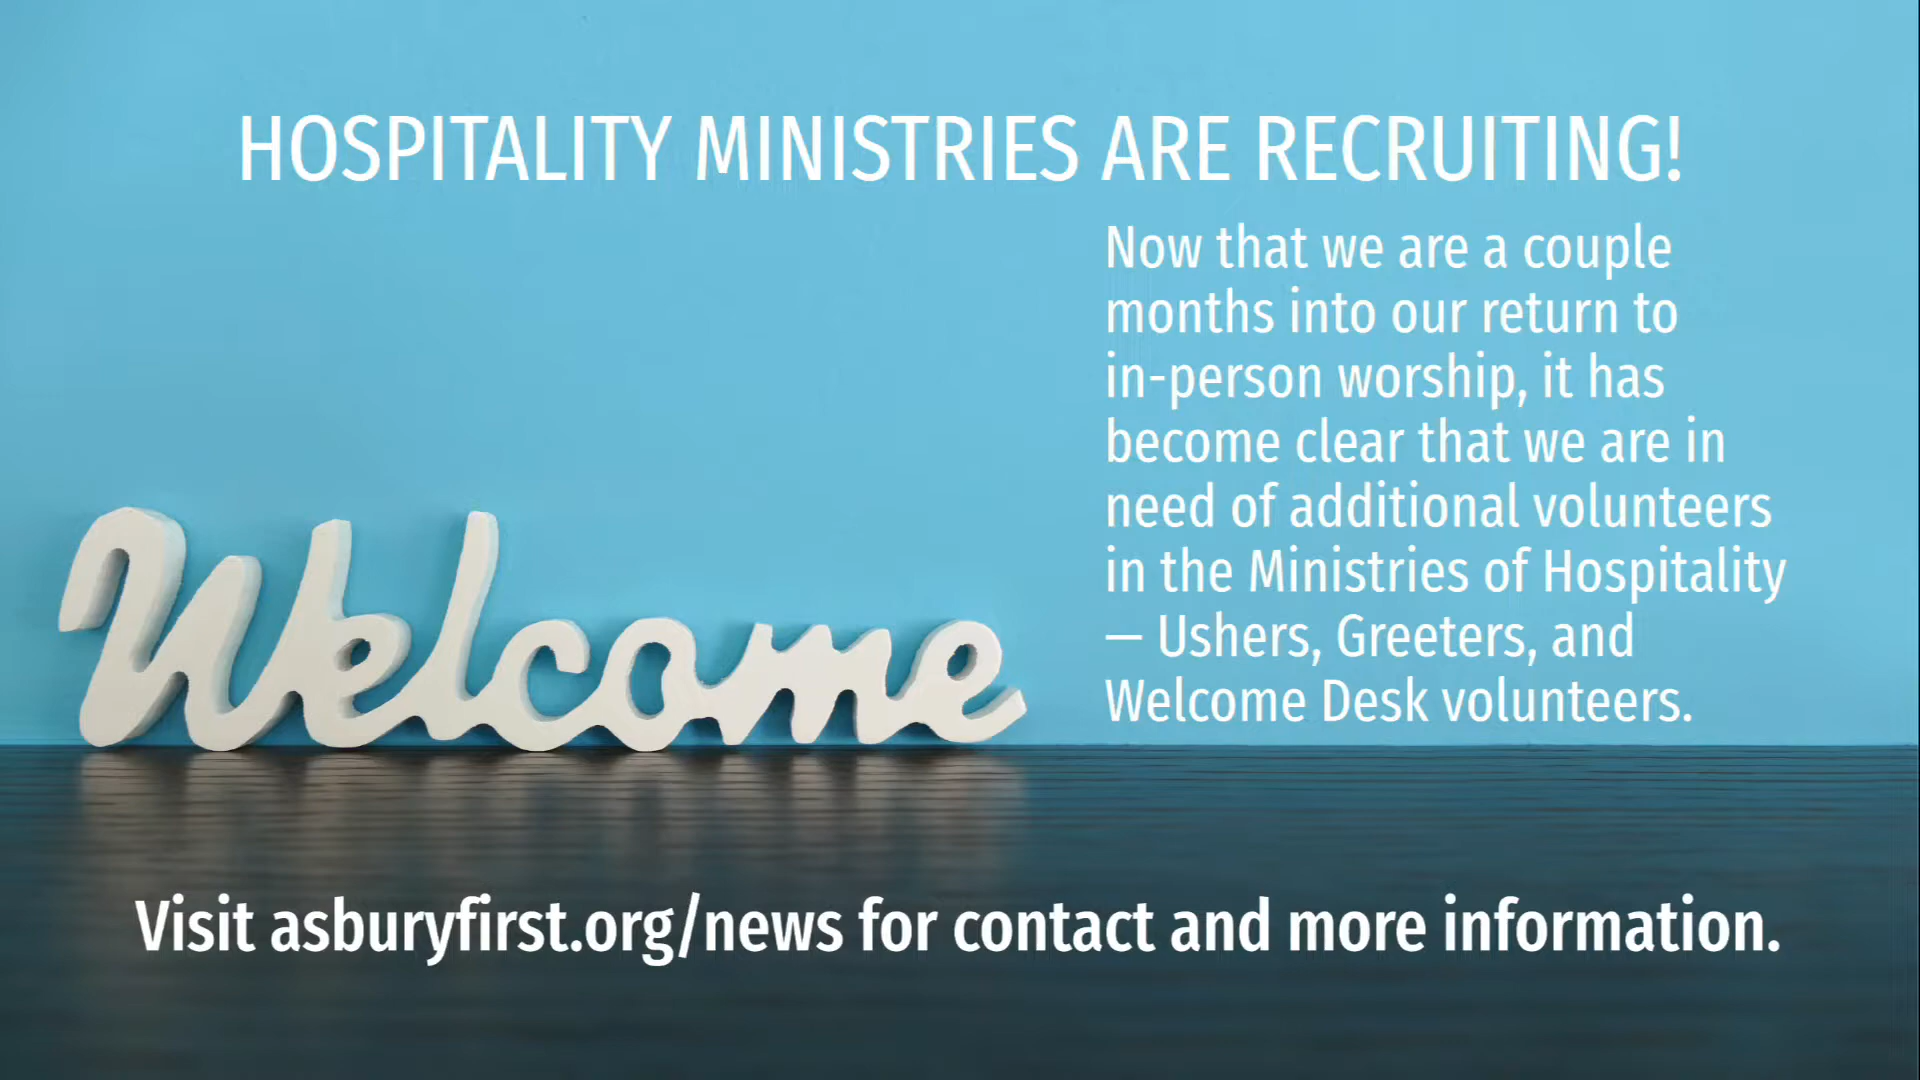 HOSPITALITY MINISTRIES ARE RECRUITING!
Now that we are a couple
months into our return to
in-person worship, it has
become clear that we are in
need of additional volunteers
in the Ministries of Hospitality
— Ushers, Greeters, and
Welcome Desk volunteers.
Welcome
Visit asburyfirst.org/news for contact and more information.